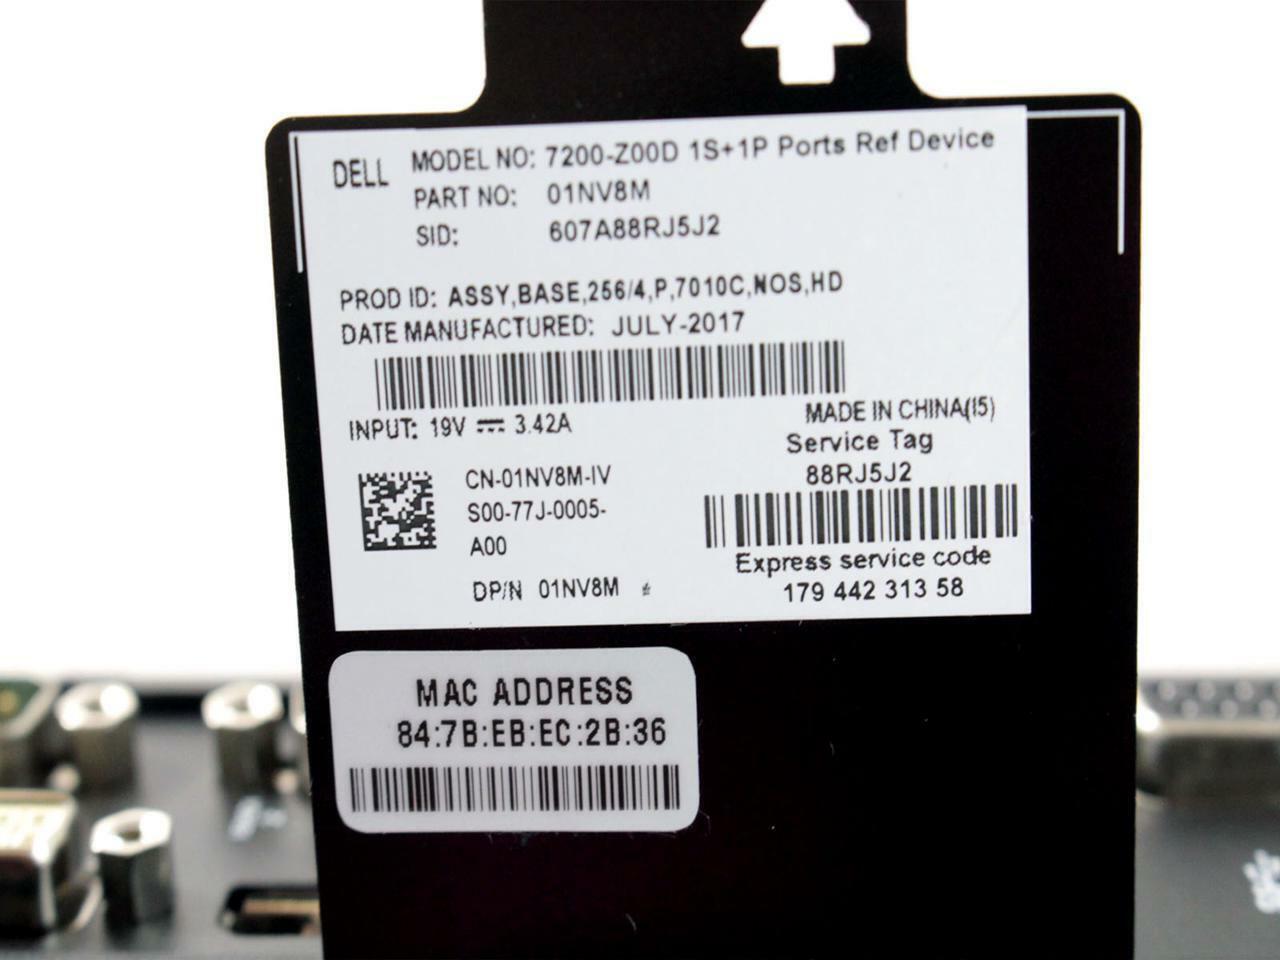 DELL
MODEL NO: 7200-Z00D 1S+1P Ports Ref Device
PART NO: 01NV8M
SID: 607A88RJ5J2
PROD ID: ASSY,BASE,256/4,P,7010C,NOS,HD
DATE MANUFACTURED: JULY-2017
INPUT: 19V ⎓ 3.42A
MADE IN CHINA(I5)
Service Tag
88RJ5J2
CN-01NV8M-IV
S00-77J-0005-
A00
DP/N 01NV8M
Express service code
179 442 313 58
MAC ADDRESS
84:7B:EB:EC:2B:36